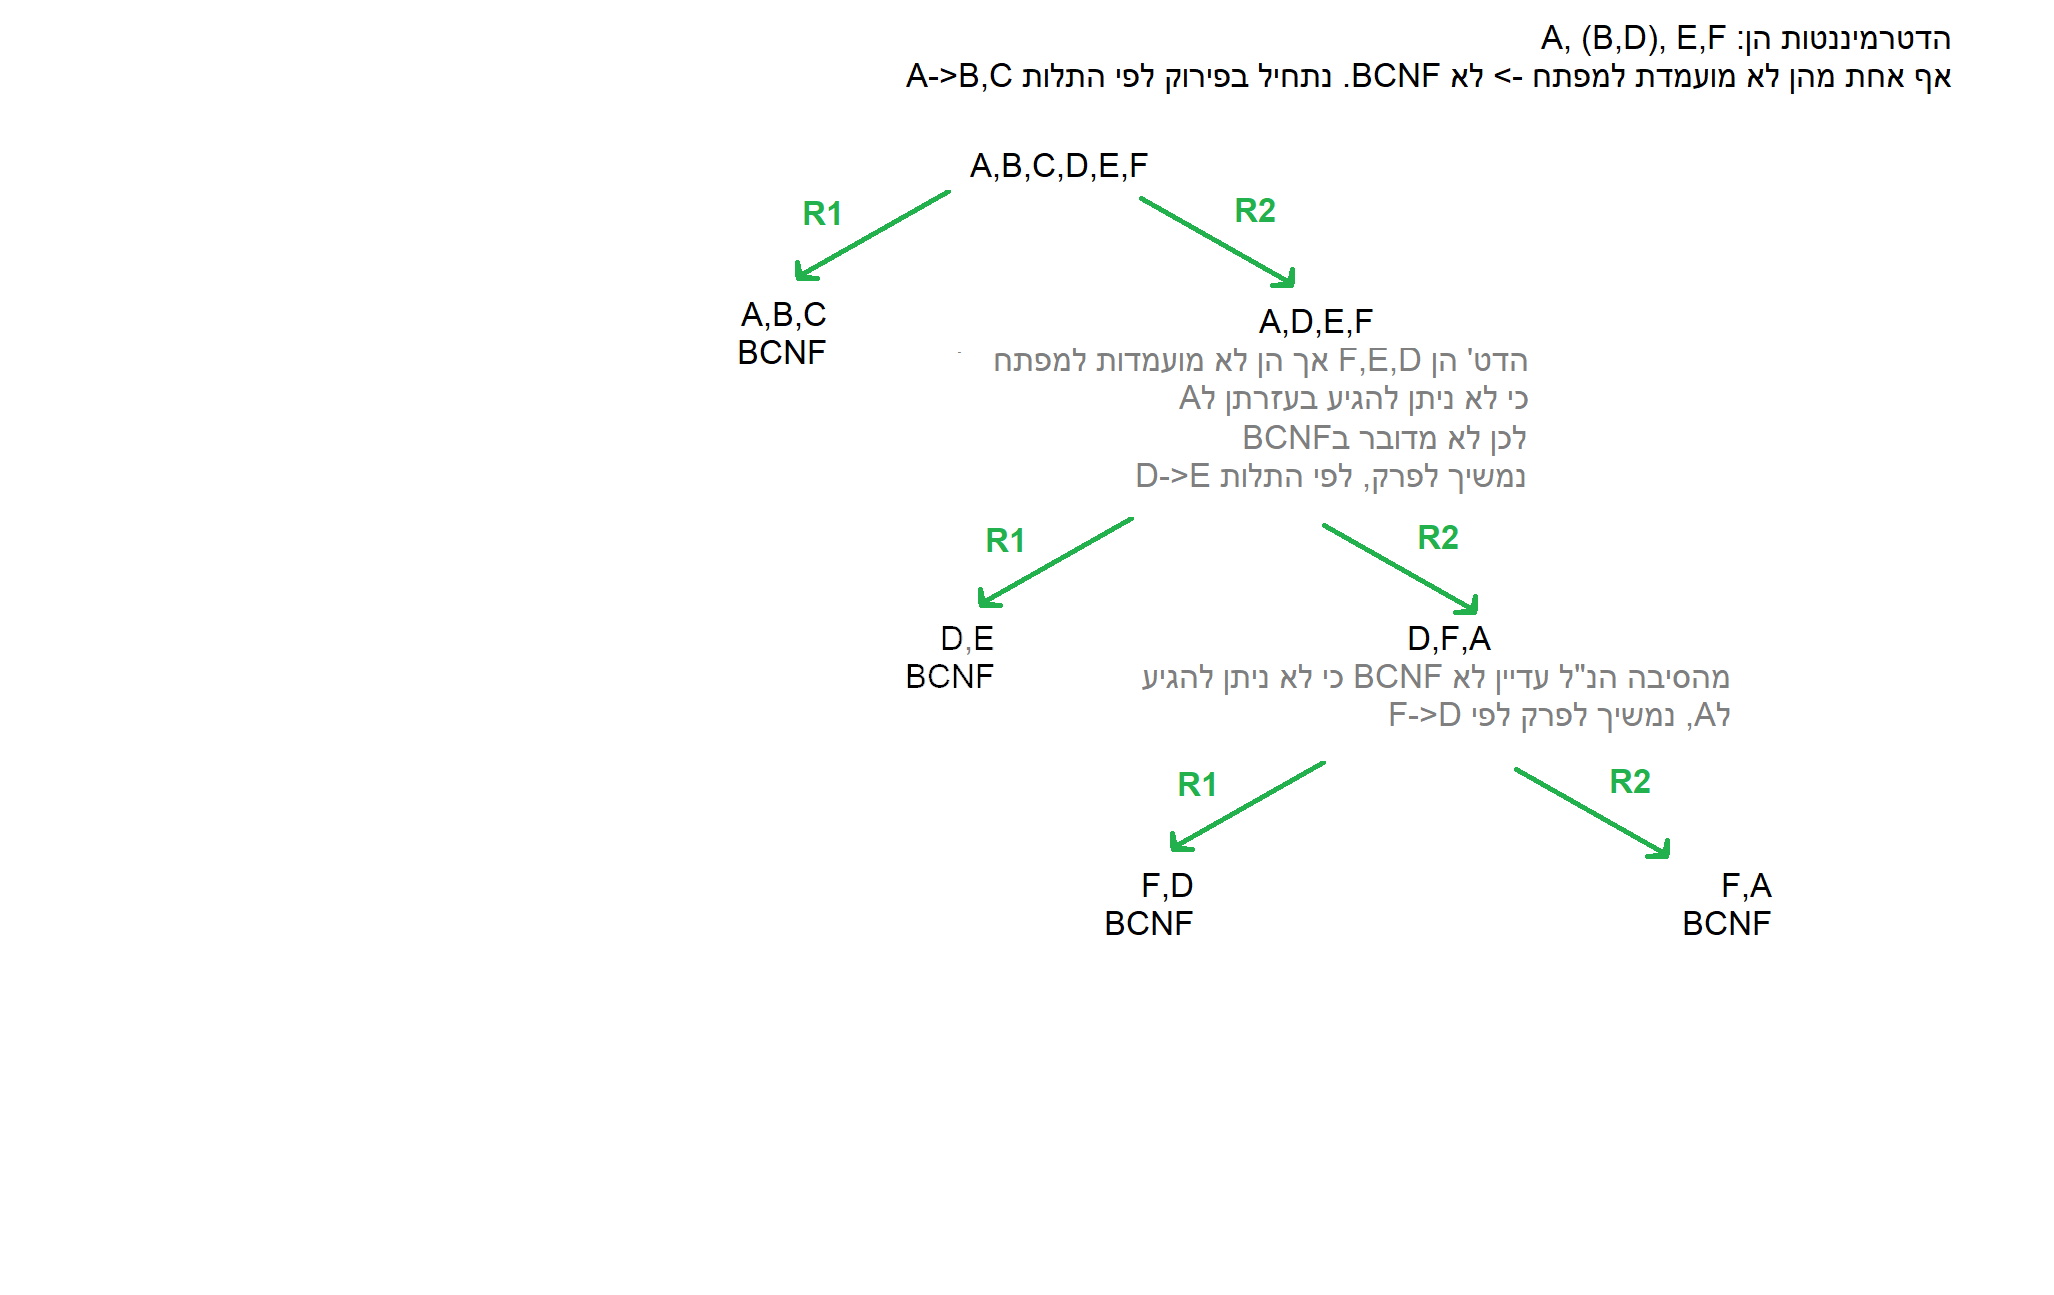 הדטרמיננטות הן: A, (B,D), E,F
אף אחת מהן לא מועמדת למפתח -> לא BCNF. נתחיל בפירוק לפי התלות A->B,C
A,B,C,D,E,F
R1
R2
A,B,C
BCNF
A,D,E,F
הדט' הן F,E,D אך הן לא מועמדות למפתח
כי לא ניתן להגיע בעזרתן לA
לכן לא מדובר בBCNF
נמשיך לפרק, לפי התלות D->E
R1
R2
D,E
BCNF
D,F,A
מהסיבה הנ"ל עדיין לא BCNF כי לא ניתן להגיע
לA, נמשיך לפרק לפי F->D
R1
R2
F,D
BCNF
F,A
BCNF